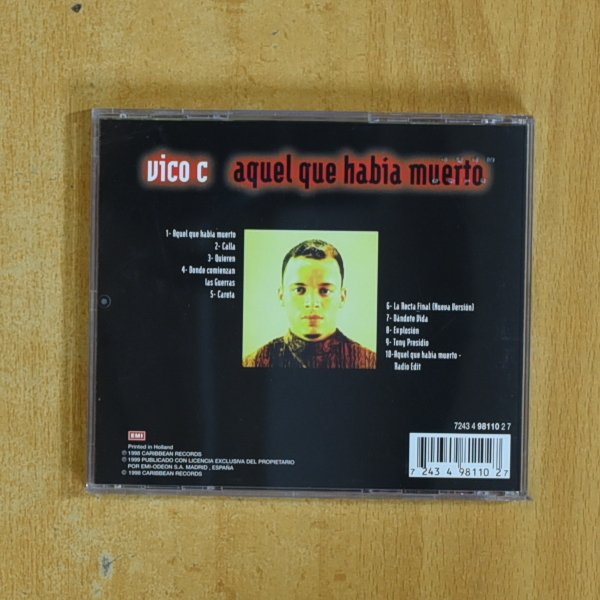 vico c aquel que había muerto
1- Aquel que había muerto
2- Calla
3- Quieren
4- Donde comienzan
las Guerras
5- Careta
6- La Recta Final (Nueva Versión)
7- Dándote Vida
8- Explosión
9- Tony Presidio
10- Aquel que había muerto -
Radio Edit
EMI
Printed in Holland
℗ 1998 CARIBBEAN RECORDS
℗ 1999 PUBLICADO CON LICENCIA EXCLUSIVA DEL PROPIETARIO
POR EMI-ODEON S.A. MADRID, ESPAÑA
© 1998 CARIBBEAN RECORDS
7243 4 98110 2 7
7 243 4 98110 2 7